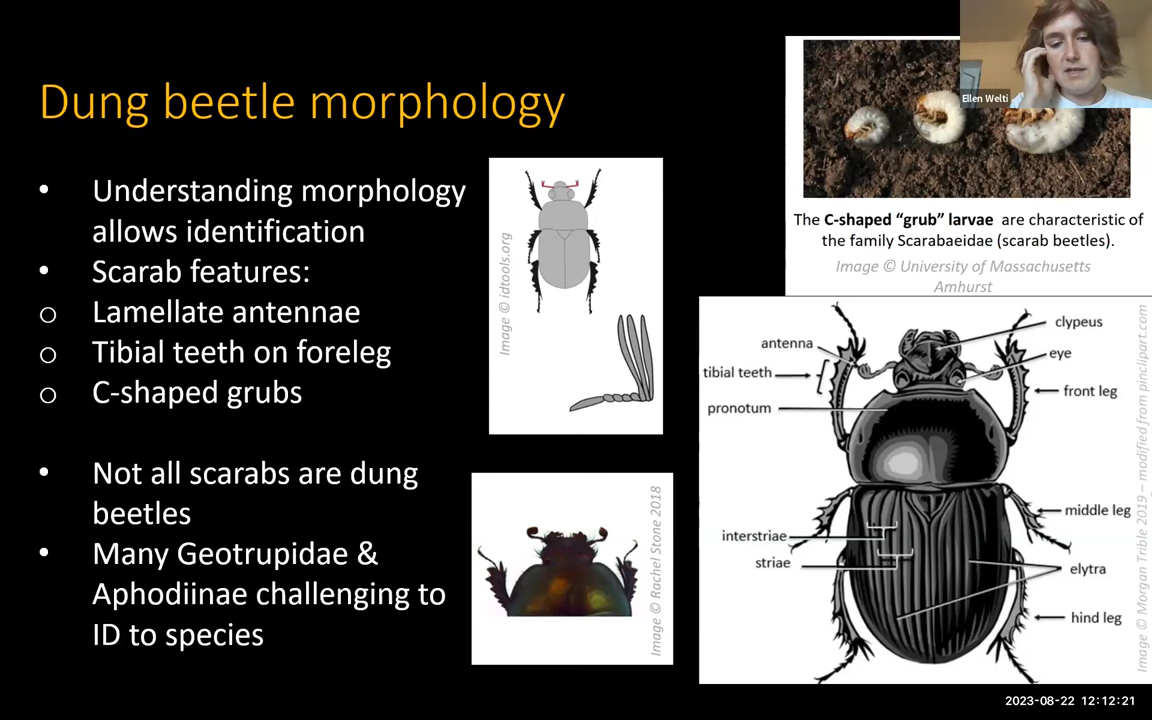 Dung beetle morphology
• Understanding morphology
allows identification
• Scarab features:
o Lamellate antennae
o Tibial teeth on foreleg
o C-shaped grubs
• Not all scarabs are dung
beetles
• Many Geotrupidae &
Aphodiinae challenging to
ID to species
Image © idtools.org
Image © Rachel Stone 2018
Ellen Welti
The C-shaped “grub” larvae are characteristic of
the family Scarabaeidae (scarab beetles).
Image © University of Massachusetts
Amhurst
clypeus
antenna
eye
tibial teeth
front leg
pronotum
middle leg
interstriae
striae
elytra
hind leg
Image © Morgan Trible 2019 – modified from pinclipart.com
2023-08-22 12:12:21